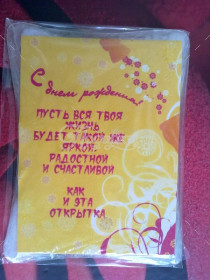 С днем рождения!
ПУСТЬ ВСЯ ТВОЯ
ЖИЗНЬ
БУДЕТ ТАКОЙ ЖЕ
ЯРКОЙ,
РАДОСТНОЙ
И СЧАСТЛИВОЙ
КАК
И ЭТА
ОТКРЫТКА